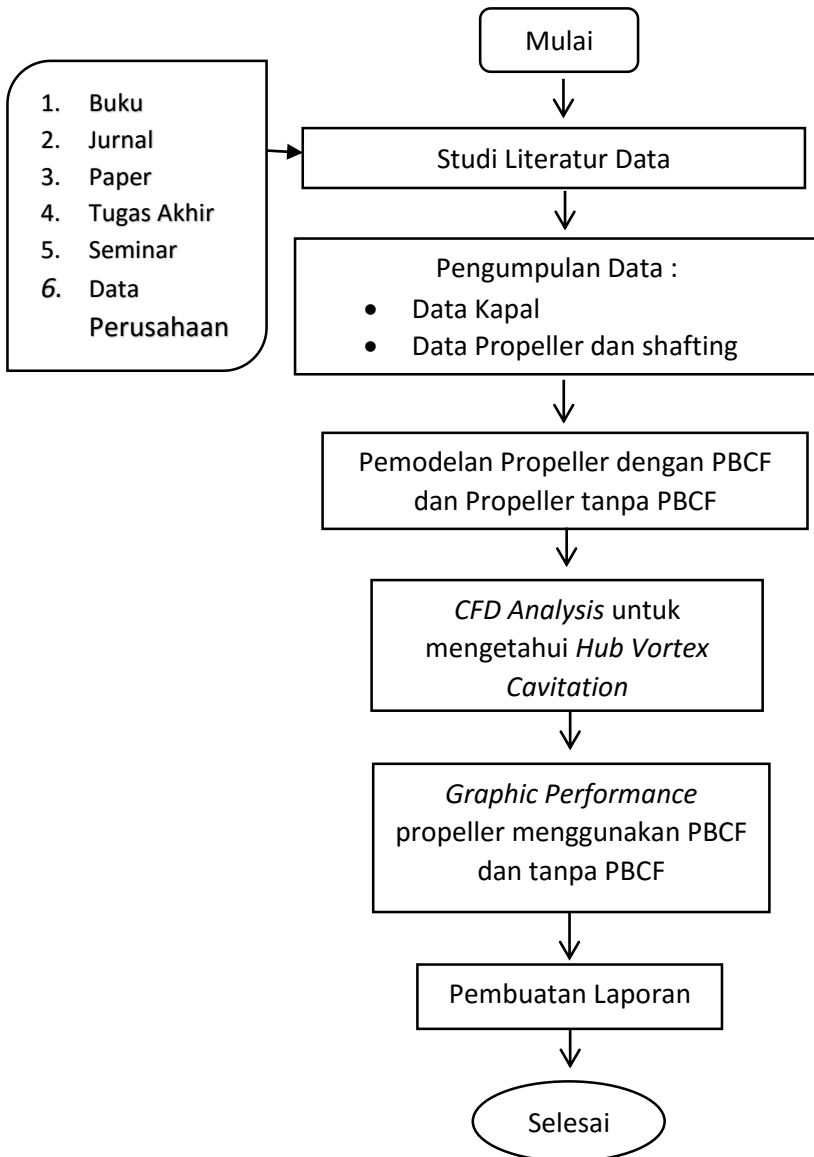 Mulai
1. Buku
2. Jurnal
3. Paper
4. Tugas Akhir
5. Seminar
6. Data
Perusahaan
Studi Literatur Data
Pengumpulan Data :
• Data Kapal
• Data Propeller dan shafting
Pemodelan Propeller dengan PBCF
dan Propeller tanpa PBCF
CFD Analysis untuk
mengetahui Hub Vortex
Cavitation
Graphic Performance
propeller menggunakan PBCF
dan tanpa PBCF
Pembuatan Laporan
Selesai